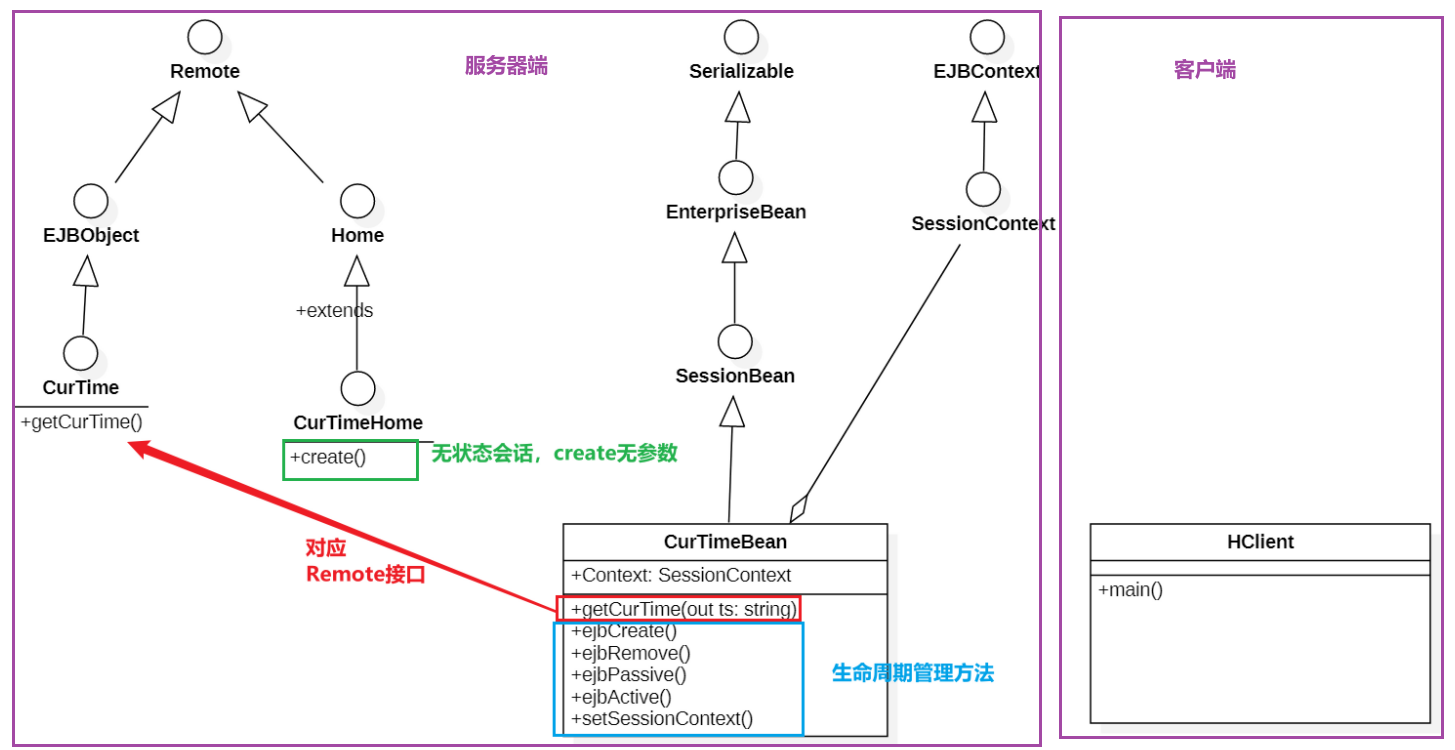 服务器端
客户端
Remote
Serializable
EJBContext
EJBObject
Home
EnterpriseBean
SessionContext
+extends
CurTime
+getCurTime()
CurTimeHome
+create()
无状态会话，create无参数
SessionBean
对应
Remote接口
CurTimeBean
+Context: SessionContext
+getCurTime(out ts: string)
+ejbCreate()
+ejbRemove()
+ejbPassive()
+ejbActive()
+setSessionContext()
生命周期管理方法
HClient
+main()